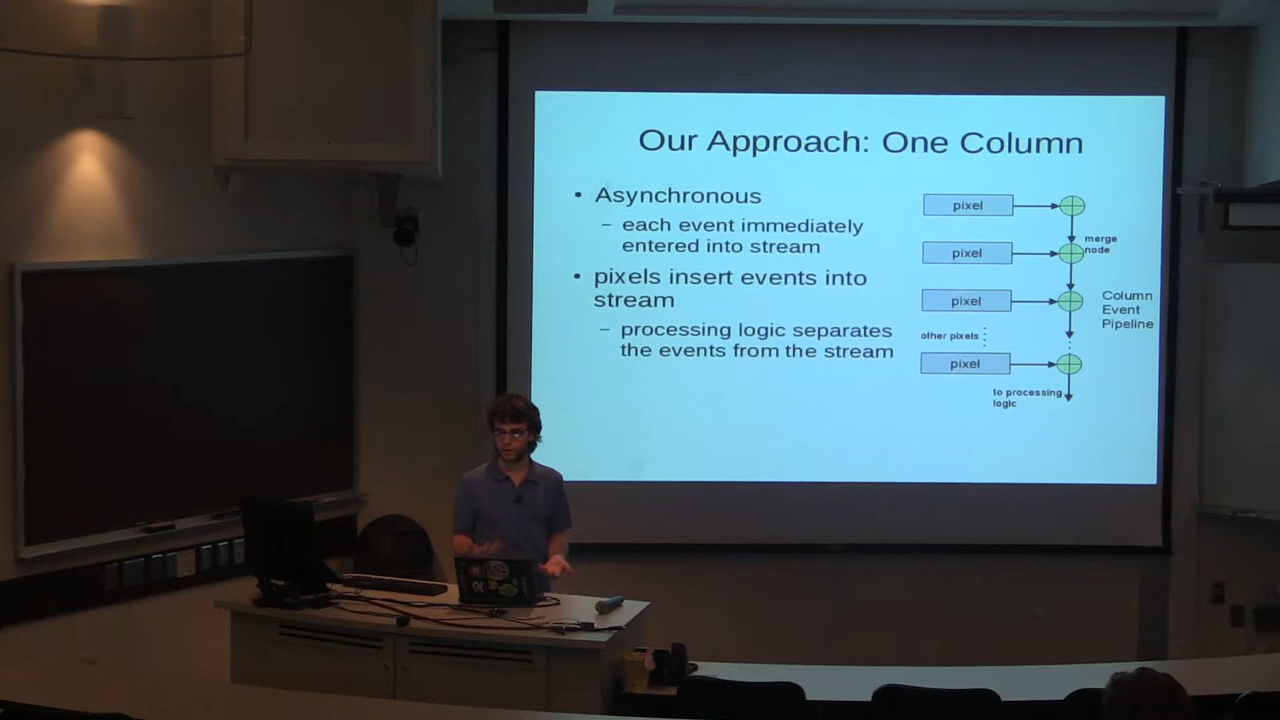 Our Approach: One Column
• Asynchronous
– each event immediately
entered into stream
• pixels insert events into
stream
– processing logic separates
the events from the stream
pixel
merge
node
pixel
pixel
Column
Event
Pipeline
other pixels
pixel
to processing
logic